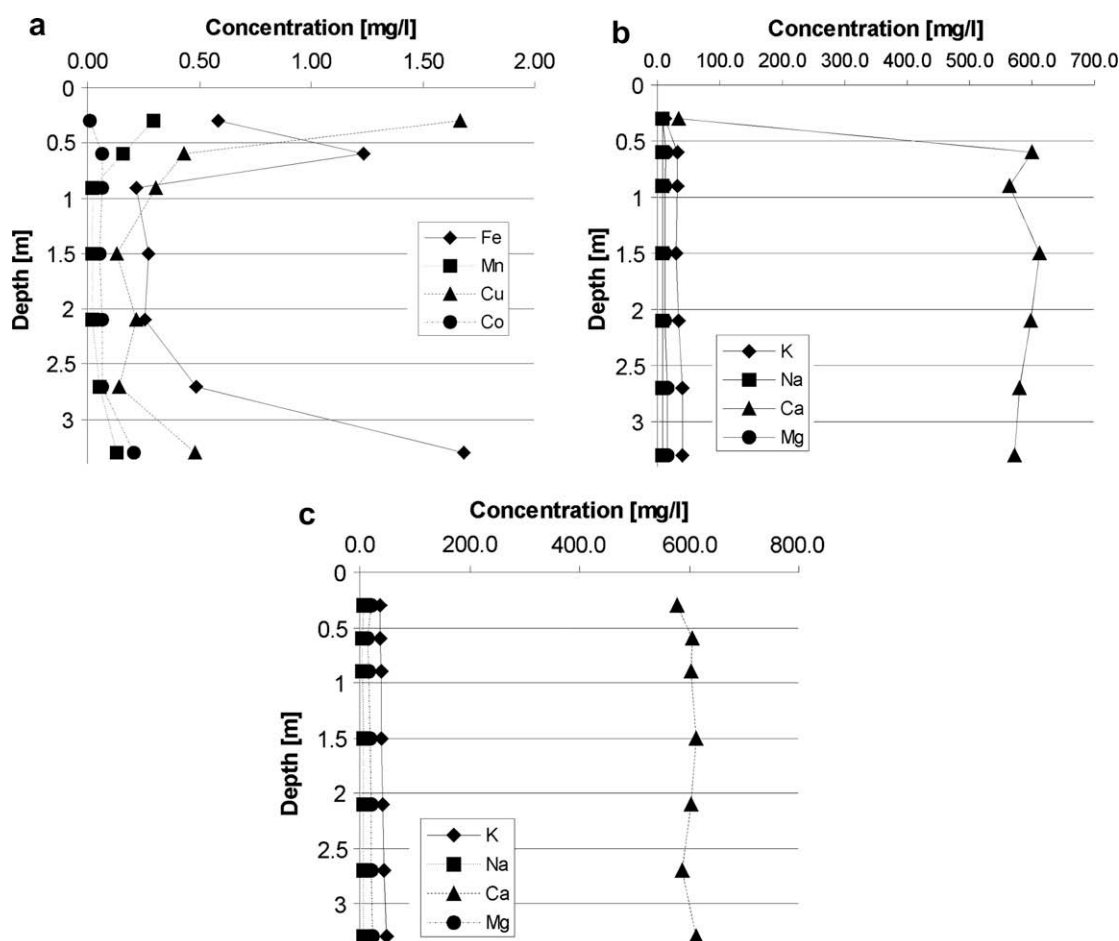 a
Concentration [mg/l]
0.00 0.50 1.00 1.50 2.00
Depth [m]
0
0.5
1
1.5
2
2.5
3
Fe
Mn
Cu
Co
b
Concentration [mg/l]
0.0 100.0 200.0 300.0 400.0 500.0 600.0 700.0
Depth [m]
0
0.5
1
1.5
2
2.5
3
K
Na
Ca
Mg
c
Concentration [mg/l]
0.0 200.0 400.0 600.0 800.0
Depth [m]
0
0.5
1
1.5
2
2.5
3
K
Na
Ca
Mg